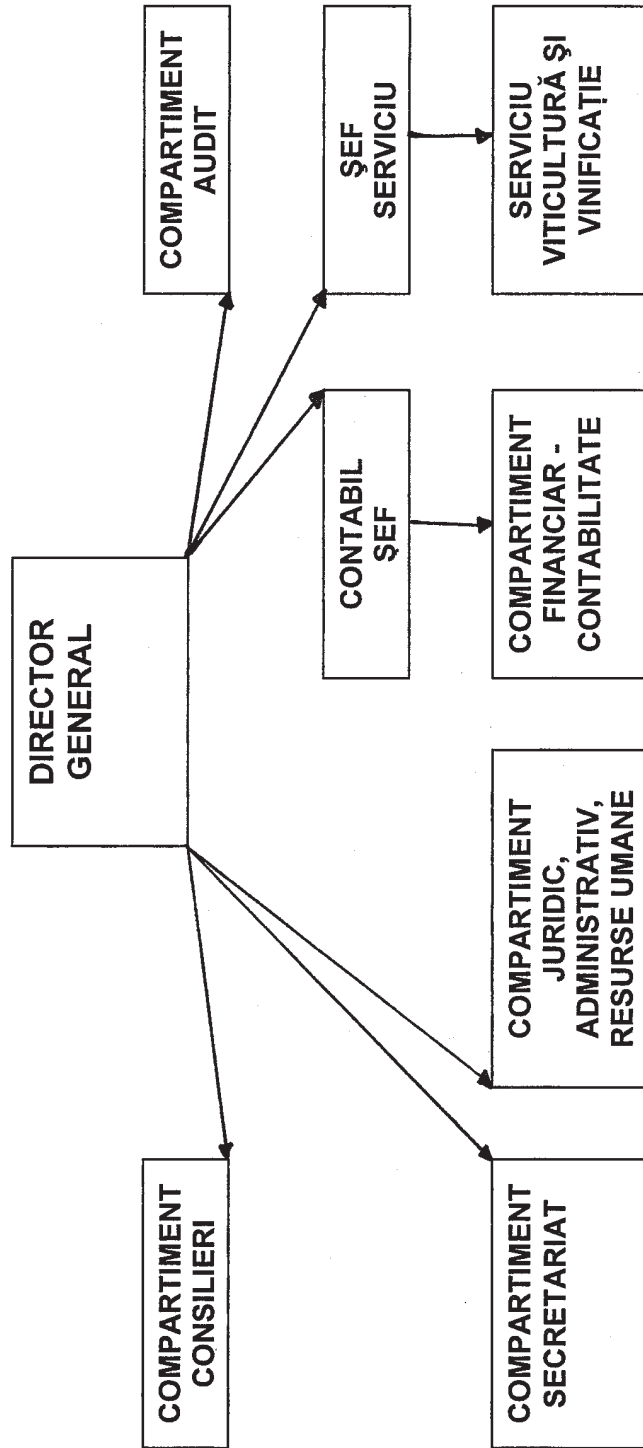 DIRECTOR
GENERAL
COMPARTIMENT
CONSILIERI
COMPARTIMENT
AUDIT
CONTABIL
ŞEF
ŞEF
SERVICIU
COMPARTIMENT
SECRETARIAT
COMPARTIMENT
JURIDIC,
ADMINISTRATIV,
RESURSE UMANE
COMPARTIMENT
FINANCIAR -
CONTABILITATE
SERVICIU
VITICULTURĂ ŞI
VINIFICAŢIE